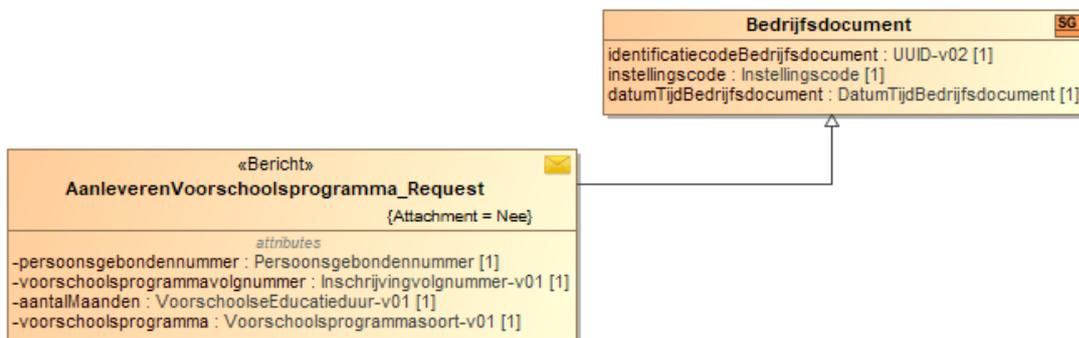 Bedrijfsdocument
SG
identificatiecodeBedrijfsdocument : UUID-v02 [1]
instellingscode : Instellingscode [1]
datumTijdBedrijfsdocument : DatumTijdBedrijfsdocument [1]
«Bericht»
AanleverenVoorschoolsprogramma_Request
{Attachment = Nee}
attributes
-persoonsgebondennummer : Persoonsgebondennummer [1]
-voorschoolsprogrammavolgnummer : Inschrijvingvolgnummer-v01 [1]
-aantalMaanden : VoorschoolseEducatieduur-v01 [1]
-voorschoolsprogramma : Voorschoolsprogrammasoort-v01 [1]